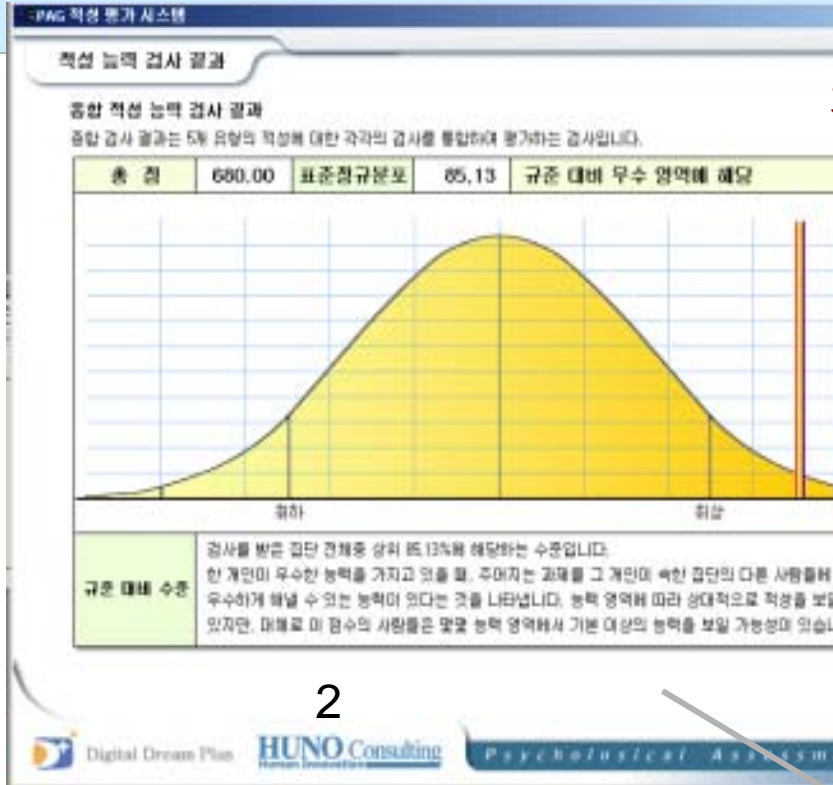 EPAG 적성 평가 시스템
적성 능력 검사 결과
종합 적성 능력 검사 결과
종합 검사 결과는 5개 유형의 적성에 대한 각각의 검사를 통합하여 평가하는 검사입니다.
총 점 680.00 표준정규분포 85.13 규준 대비 우수 영역에 해당
최하 최상
규준 대비 수준
검사를 받은 집단 전체중 상위 85.13%에 해당하는 수준입니다.
한 개인이 우수한 능력을 가지고 있을 때, 주어지는 과제를 그 개인이 속한 집단의 다른 사람들에
우수하게 해낼 수 있는 능력이 있다는 것을 나타냅니다. 능력 영역에 따라 상대적으로 적성을 보일
있지만, 대체로 이 점수의 사람들은 몇몇 능력 영역에서 기본 이상의 능력을 보일 가능성이 있습니
2
Digital Dream Plus HUNO Consulting Human Innovation Psychological Assessm